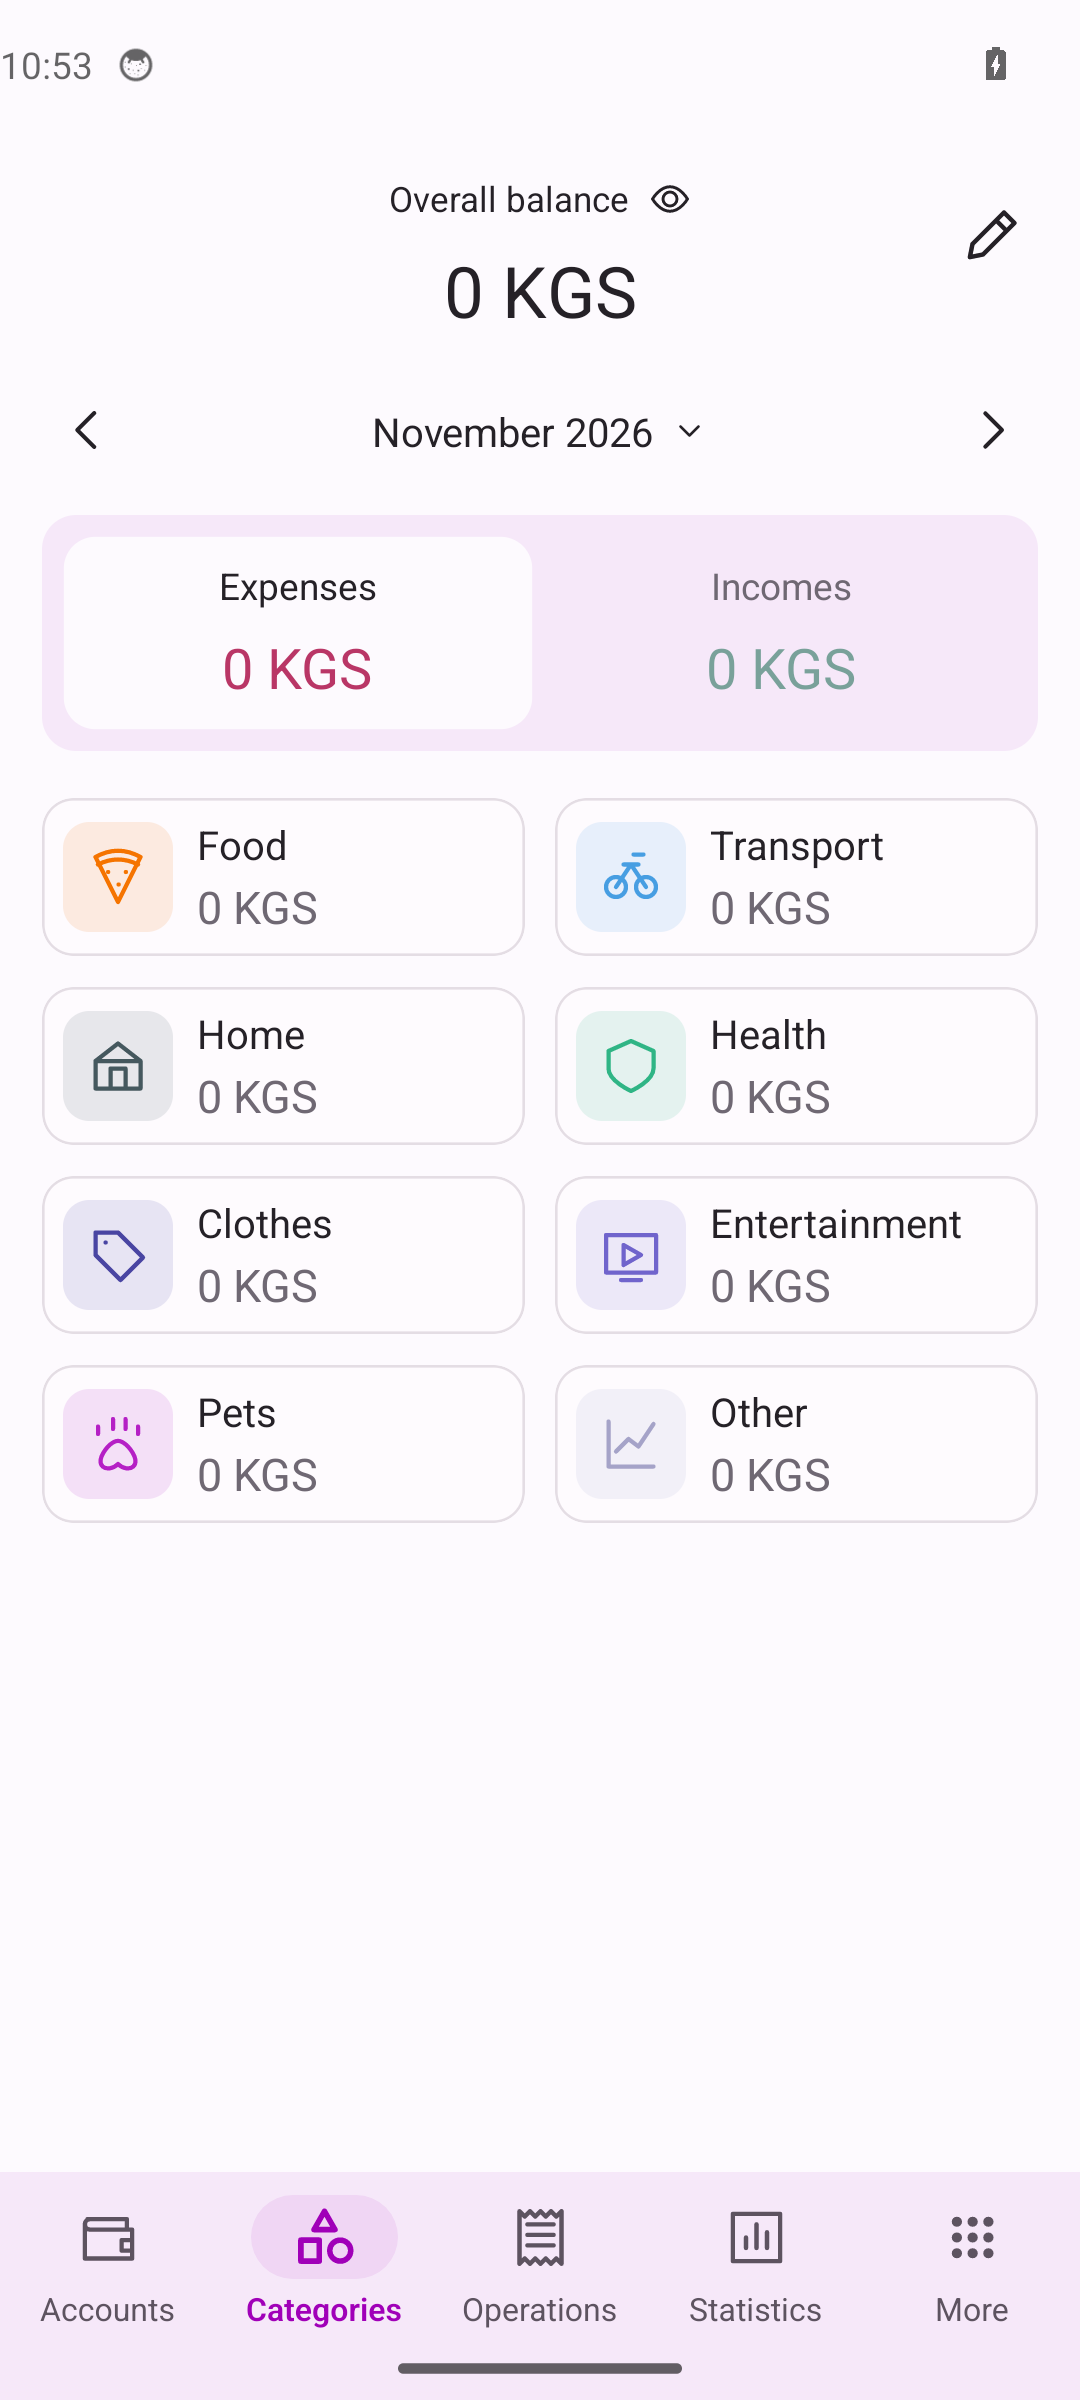 10:53
Overall balance
0 KGS
November 2026
Expenses
0 KGS
Incomes
0 KGS
Food
0 KGS
Transport
0 KGS
Home
0 KGS
Health
0 KGS
Clothes
0 KGS
Entertainment
0 KGS
Pets
0 KGS
Other
0 KGS
Accounts
Categories
Operations
Statistics
More